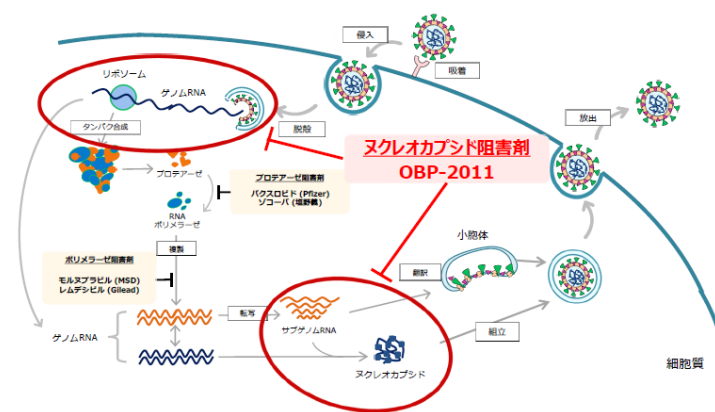 侵入
吸着
リボソーム
ゲノムRNA
タンパク合成
脱殻
放出
ヌクレオカプシド阻害剤
OBP-2011
プロテアーゼ
プロテアーゼ阻害剤
パクスロビド (Pfizer)
ゾコーバ (塩野義)
RNA
ポリメラーゼ
複製
小胞体
翻訳
ポリメラーゼ阻害剤
モルヌプラビル (MSD)
レムデシビル (Gilead)
転写
サブゲノムRNA
ゲノムRNA
組立
ヌクレオカプシド
細胞質